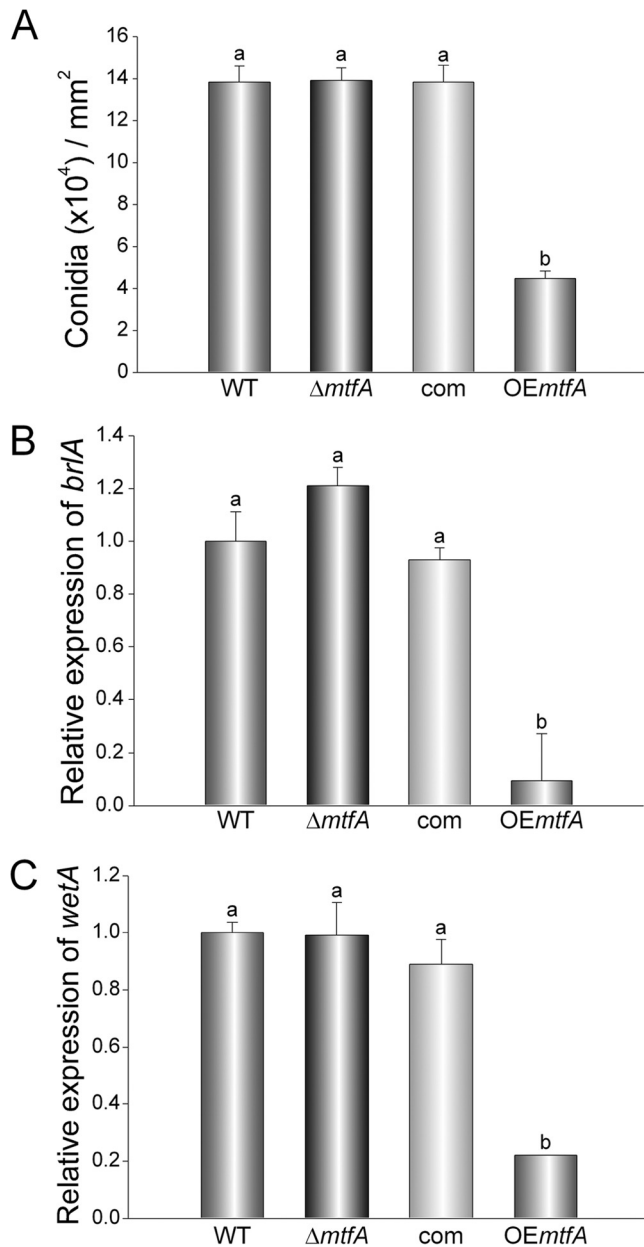 A
Conidia (x10⁴) / mm²
16
14
12
10
8
6
4
2
0
a
a
a
b
WT
ΔmtfA
com
OEmtfA
B
Relative expression of brlA
1.4
1.2
1.0
0.8
0.6
0.4
0.2
0.0
a
a
a
b
WT
ΔmtfA
com
OEmtfA
C
Relative expression of wetA
1.2
1.0
0.8
0.6
0.4
0.2
0.0
a
a
a
b
WT
ΔmtfA
com
OEmtfA